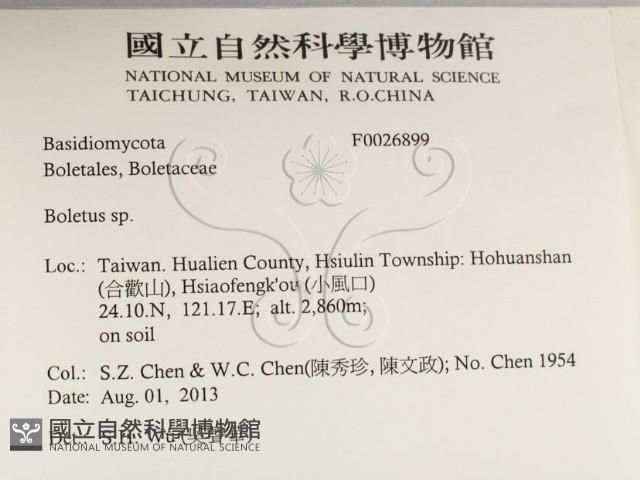 國立自然科學博物館
NATIONAL MUSEUM OF NATURAL SCIENCE
TAICHUNG, TAIWAN, R.O.CHINA
Basidiomycota F0026899
Boletales, Boletaceae
Boletus sp.
Loc.: Taiwan. Hualien County, Hsiulin Township: Hohuanshan
(合歡山), Hsiaofengk'ou (小風口)
24.10.N, 121.17.E; alt. 2,860m;
on soil
Col.: S.Z. Chen & W.C. Chen(陳秀珍, 陳文政); No. Chen 1954
Date: Aug. 01, 2013
Det.: S.H. Wu
國立自然科學博物館
NATIONAL MUSEUM OF NATURAL SCIENCE